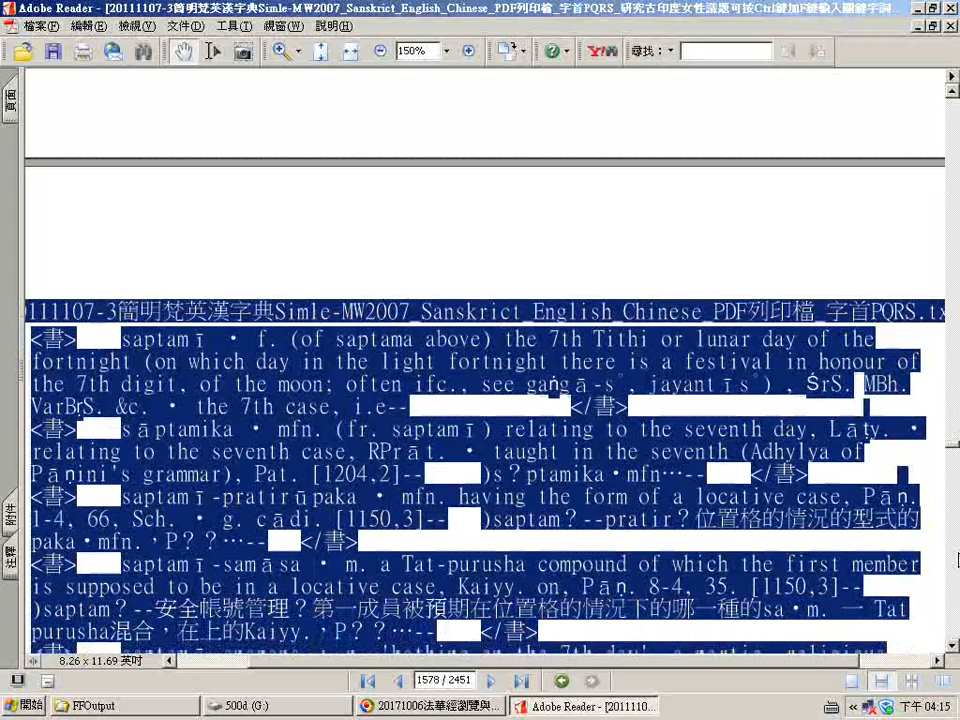 Adobe Reader - [20111107-3簡明梵英漢字典Simle-MW2007_Sanskrict_English_Chinese_PDF列印檔_字首PQRS_研究古印度女性議題可按Ctrl鍵加F鍵輸入關鍵字詞...
檔案(F) 編輯(E) 檢視(V) 文件(D) 工具(T) 視窗(W) 說明(H)
150% Y! 尋找:
頁面
附件
註釋
111107-3簡明梵英漢字典Simle-MW2007_Sanskrict_English_Chinese_PDF列印檔_字首PQRS.tx
<書> saptamī • f. (of saptama above) the 7th Tithi or lunar day of the
fortnight (on which day in the light fortnight there is a festival in honour of
the 7th digit, of the moon; often ifc., see gaṅgā-s°, jayantīs°) , ŚrS. MBh.
VarBṛS. &c. • the 7th case, i.e-- </書>
<書> sāptamika • mfn. (fr. saptamī) relating to the seventh day, Lāṭy. •
relating to the seventh case, RPrāt. • taught in the seventh (Adhylya of
Pāṇini's grammar), Pat. [1204,2]-- )s?ptamika•mfn…-- </書>
<書> saptamī-pratirūpaka • mfn. having the form of a locative case, Pāṇ.
1-4, 66, Sch. • g. cādi. [1150,3]-- )saptam?--pratir?位置格的情況的型式的
paka•mfn.，P??…-- </書>
<書> saptamī-samāsa • m. a Tat-purusha compound of which the first member
is supposed to be in a locative case, Kaiyy. on, Pāṇ. 8-4, 35. [1150,3]--
)saptam?--安全帳號管理?第一成員被預期在位置格的情況下的哪一種的sa•m. 一 Tat
purusha混合，在上的Kaiyy.，P??…-- </書>
8.26 x 11.69 英吋
1578 / 2451
開始 FFOutput 500d (G:) 20171006法華經瀏覽與... Adobe Reader - [2011110... 下午 04:15